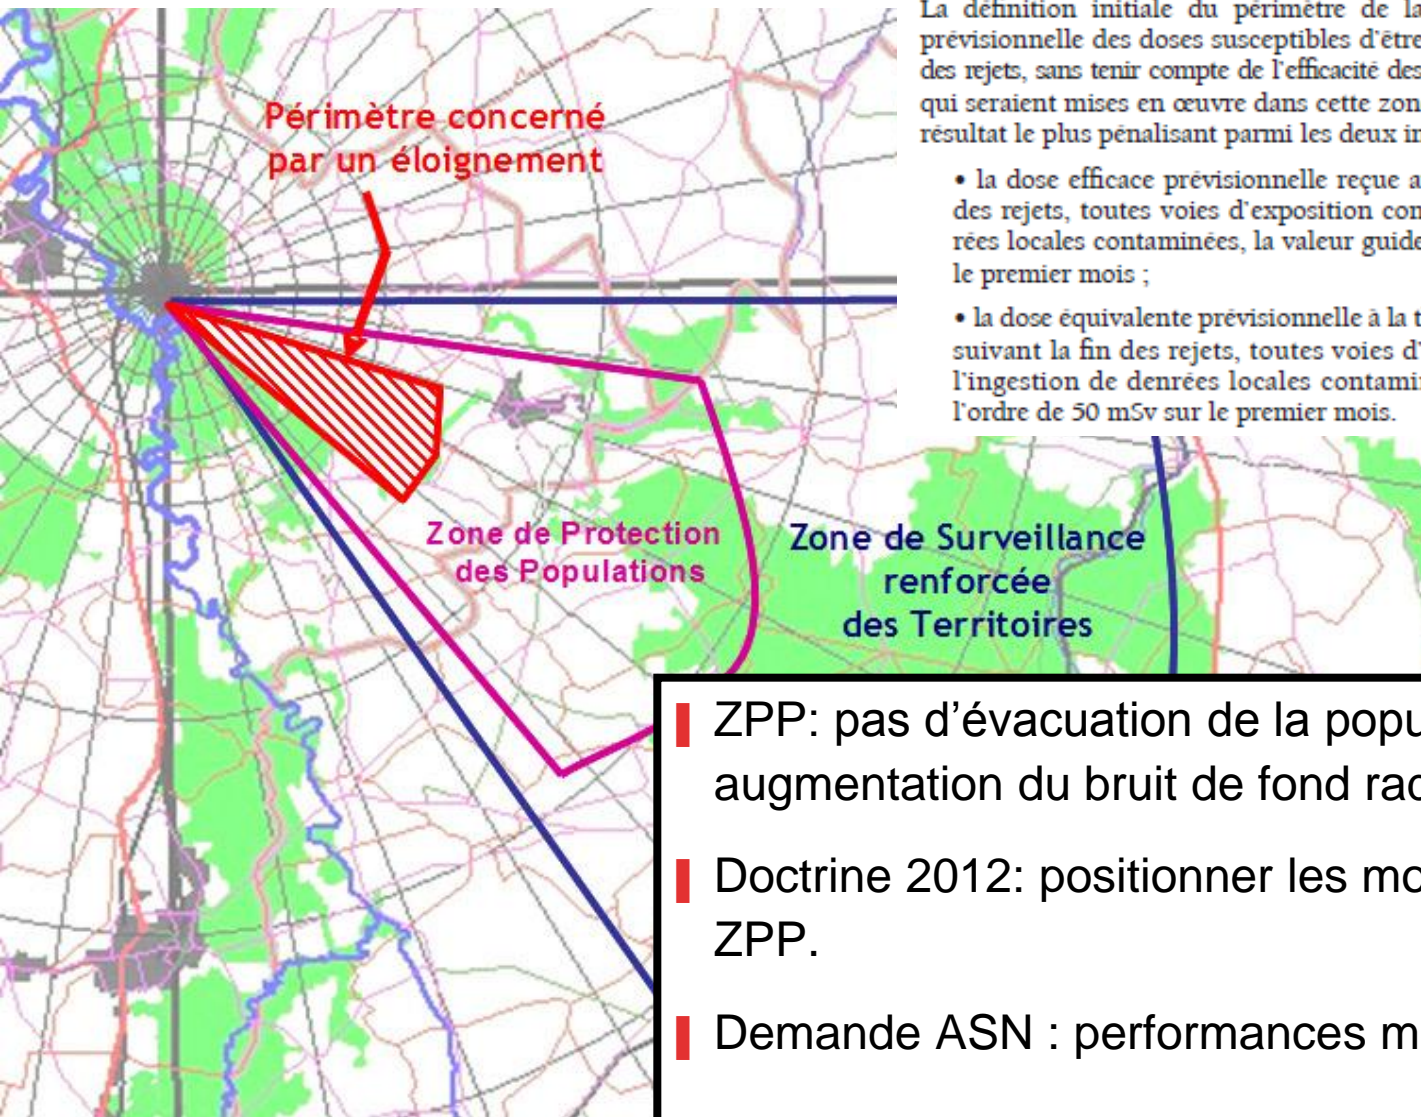 La définition initiale du périmètre de la
prévisionnelle des doses susceptibles d'être
des rejets, sans tenir compte de l'efficacité des
qui seraient mises en œuvre dans cette zon
résultat le plus pénalisant parmi les deux in
• la dose efficace prévisionnelle reçue a
des rejets, toutes voies d'exposition con
rées locales contaminées, la valeur guide
le premier mois ;
• la dose équivalente prévisionnelle à la t
suivant la fin des rejets, toutes voies d'
l'ingestion de denrées locales contami
l'ordre de 50 mSv sur le premier mois.
Périmètre concerné
par un éloignement
Zone de Protection
des Populations
Zone de Surveillance
renforcée
des Territoires
ZPP: pas d'évacuation de la popu
augmentation du bruit de fond rad
Doctrine 2012: positionner les mo
ZPP.
Demande ASN : performances m